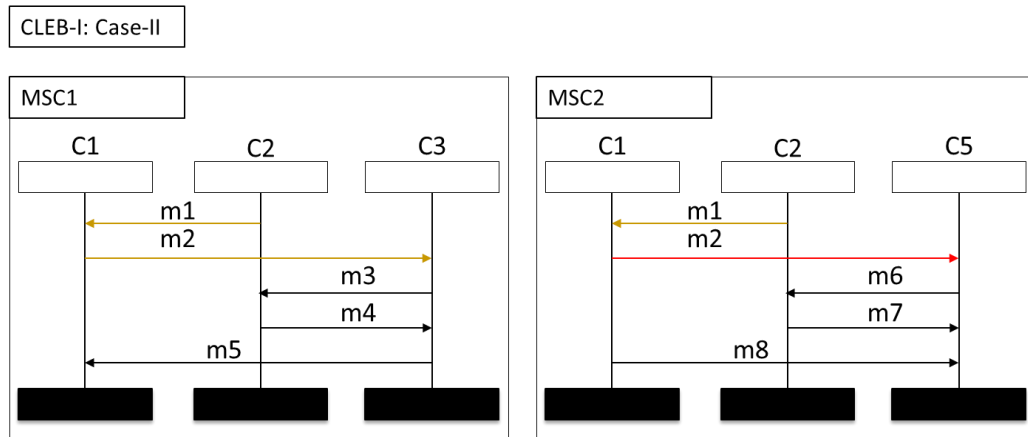 CLEB-I: Case-II
MSC1
C1 C2 C3
m1
m2
m3
m4
m5
MSC2
C1 C2 C5
m1
m2
m6
m7
m8